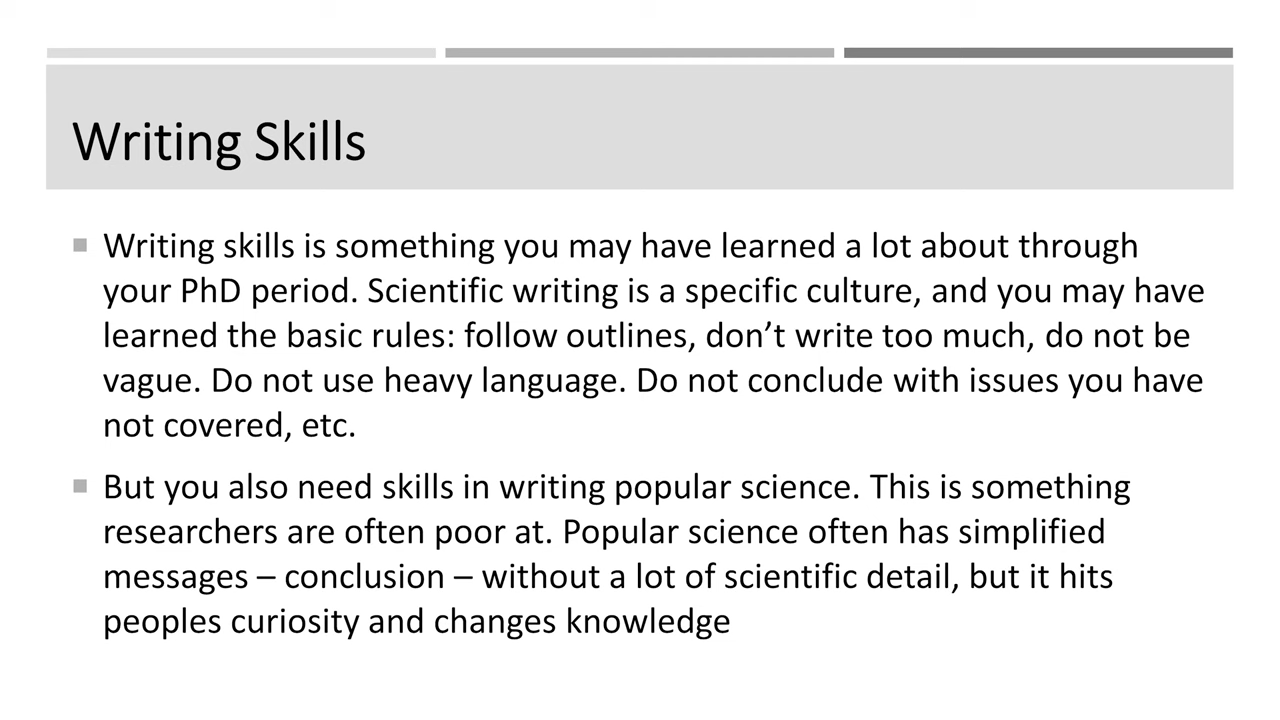 Writing Skills
Writing skills is something you may have learned a lot about through
your PhD period. Scientific writing is a specific culture, and you may have
learned the basic rules: follow outlines, don’t write too much, do not be
vague. Do not use heavy language. Do not conclude with issues you have
not covered, etc.
But you also need skills in writing popular science. This is something
researchers are often poor at. Popular science often has simplified
messages – conclusion – without a lot of scientific detail, but it hits
peoples curiosity and changes knowledge